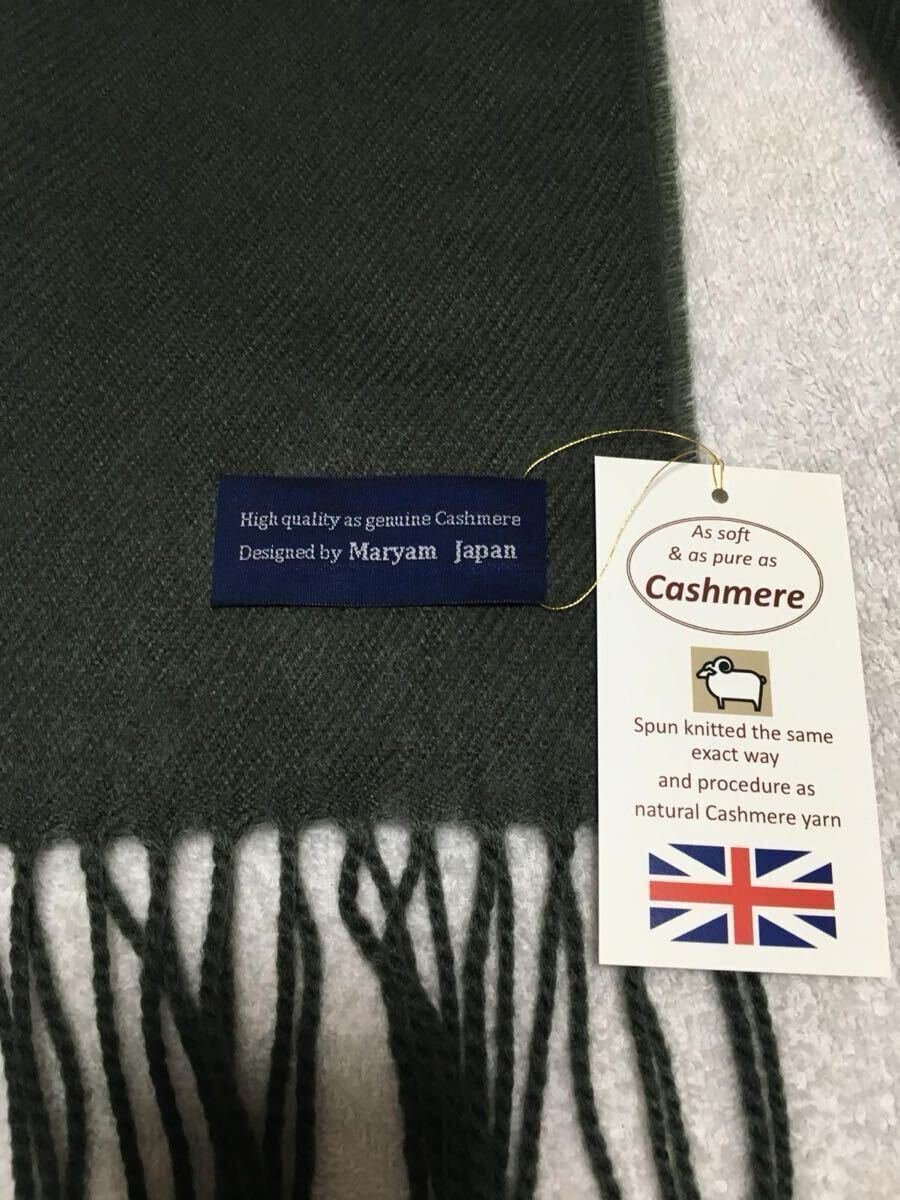 High quality as genuine Cashmere
Designed by Maryam Japan
As soft
& as pure as
Cashmere
Spun knitted the same
exact way
and procedure as
natural Cashmere yarn